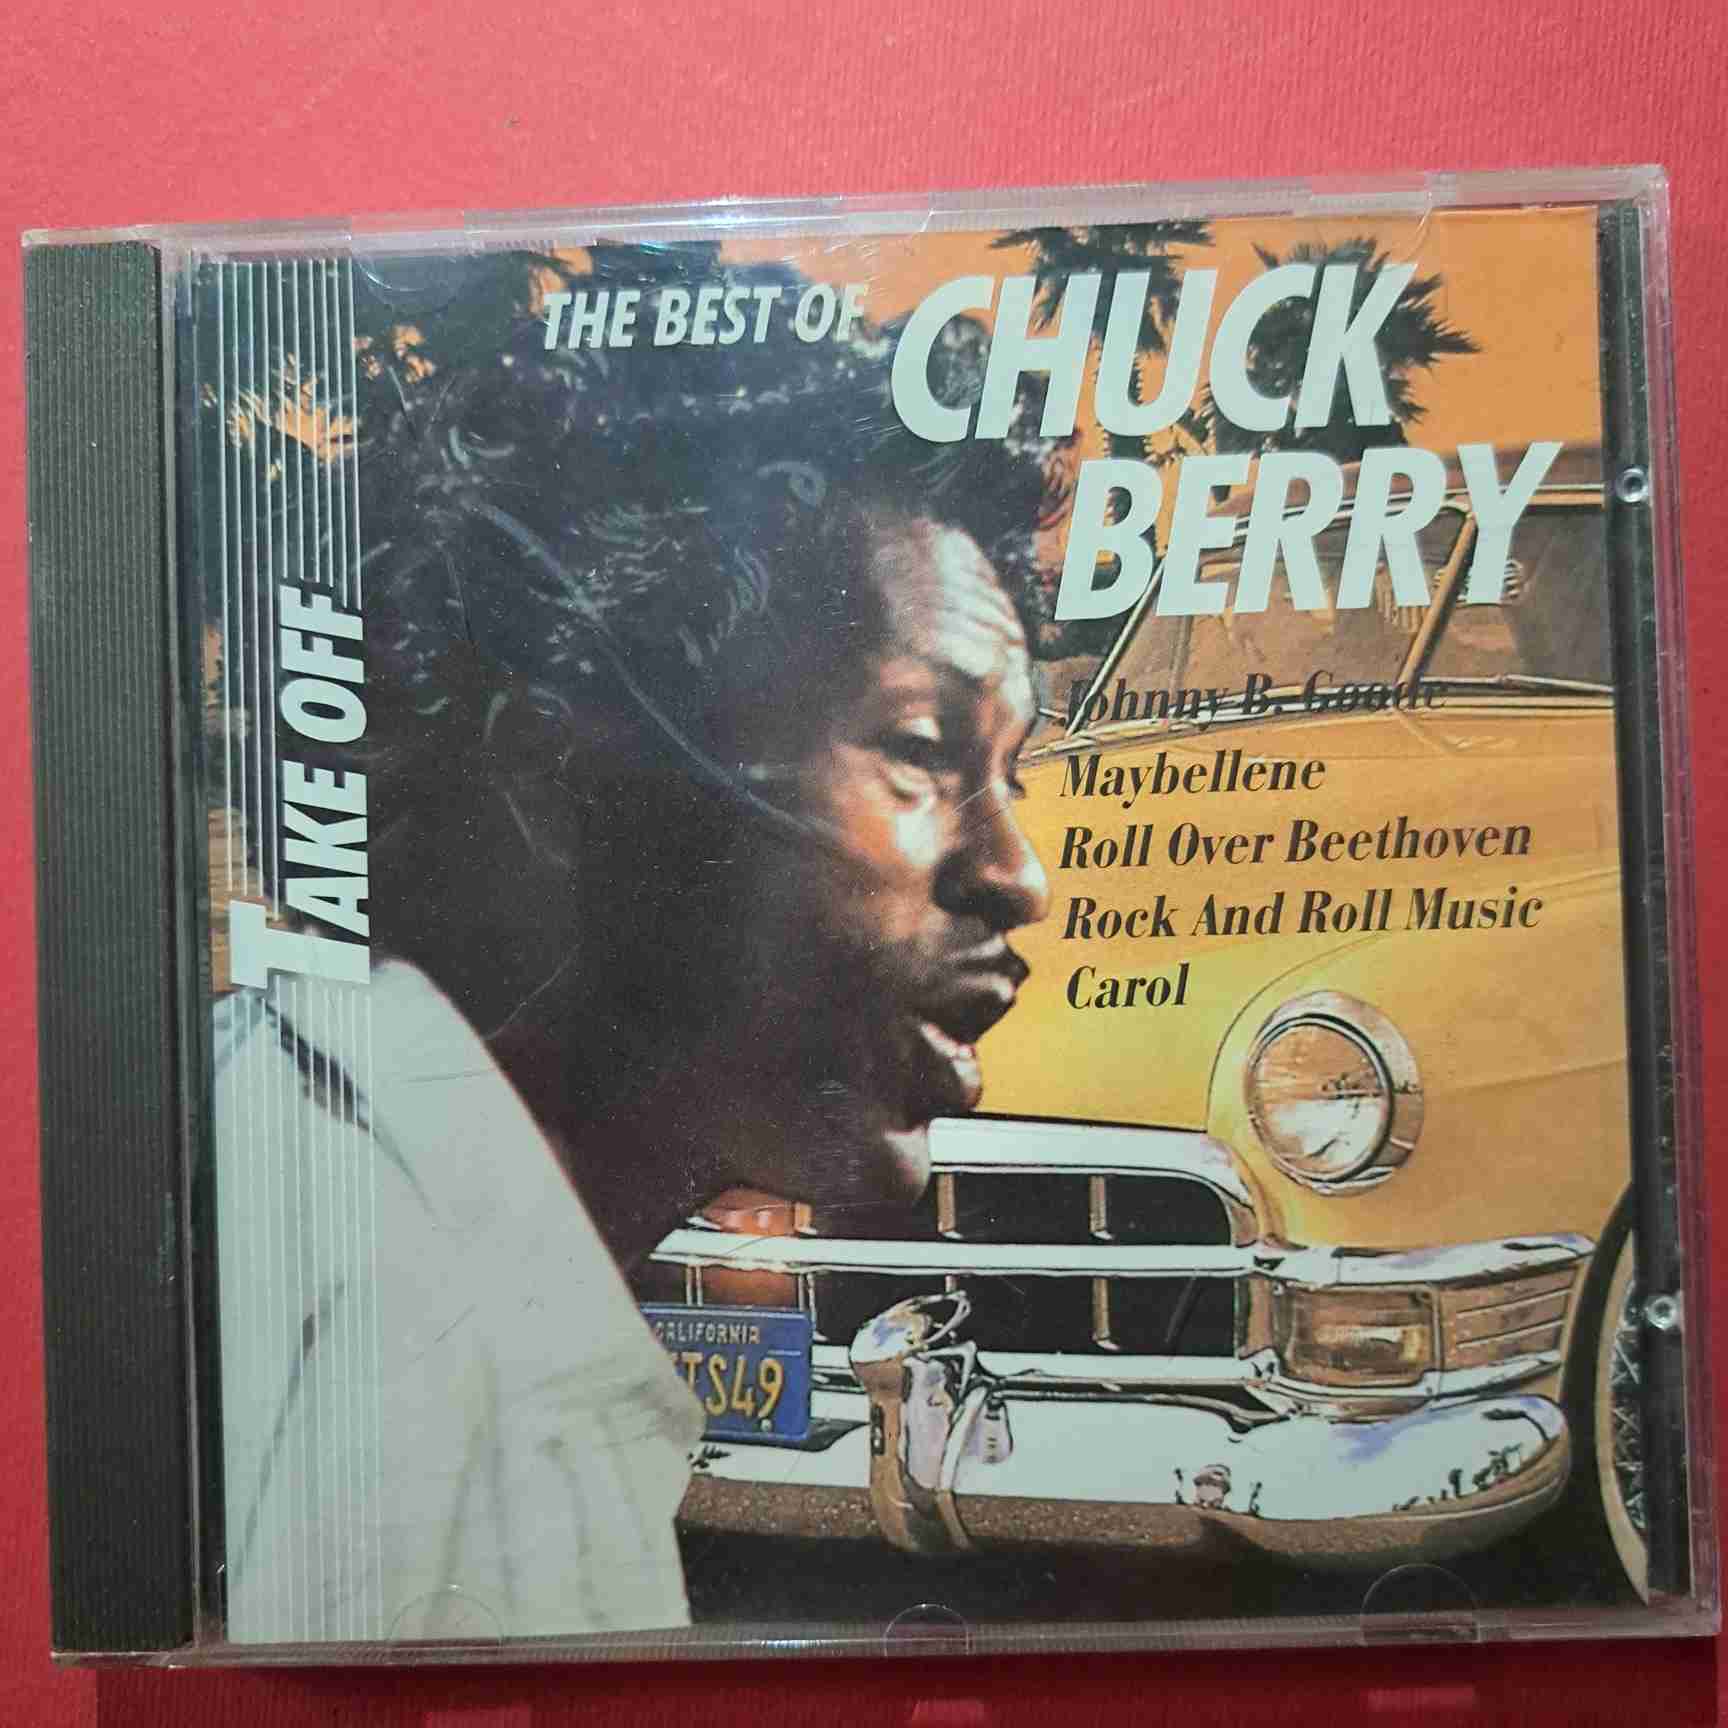 THE BEST OF
CHUCK
BERRY
TAKE OFF
Johnny B. Goode
Maybellene
Roll Over Beethoven
Rock And Roll Music
Carol
CALIFORNIA
TS49